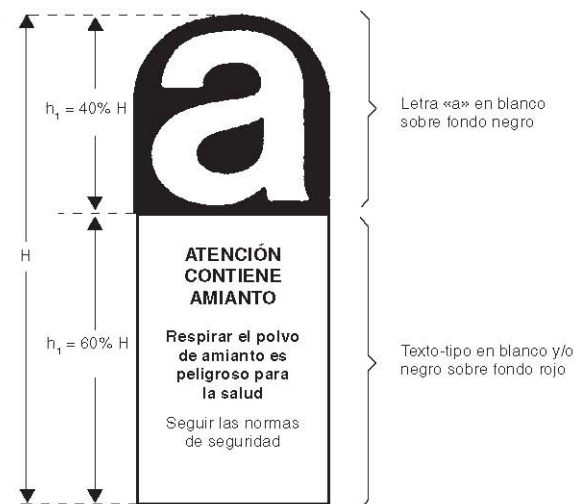 a
h₁ = 40% H
Letra «a» en blanco
sobre fondo negro
H
ATENCIÓN
CONTIENE
AMIANTO
Respirar el polvo
de amianto es
peligroso para
la salud
Seguir las normas
de seguridad
h₁ = 60% H
Texto-tipo en blanco y/o
negro sobre fondo rojo